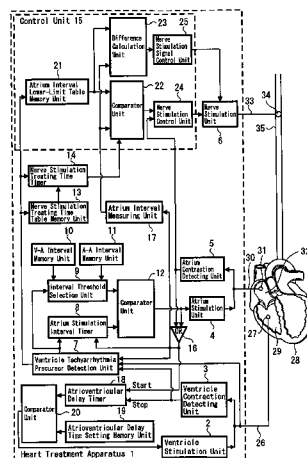 Control Unit 15
23
25
Difference
Calculation
Unit
Nerve
Stimulation
Signal Control
Unit
21
Atrium Interval
Lower-Limit Table
Memory Unit
22
24
Comparator
Unit
Nerve
Stimulation
Control Unit
Nerve
Stimulation
Unit
6
33
34
35
14
Nerve Stimulation
Treating Time
Timer
13
Nerve Stimulation
Treating Time
Table Memory Unit
Atrium Interval
Measuring Unit
17
10
11
V-A Interval
Memory Unit
A-A Interval
Memory Unit
9
12
Interval Threshold
Selection Unit
8
Atrium Stimulation
Interval Timer
Comparator
Unit
5
Atrium
Contraction
Detecting Unit
Atrium
Stimulation
Unit
4
30
31
32
7
OR
16
Ventricle Tachyarrhythmia
Precursor Detection Unit
27
29
28
18
Start
3
Atrioventricular
Delay Timer
Stop
Ventricle
Contraction
Detecting
Unit
Comparator
Unit
20
19
Atrioventricular Delay
Time Setting Memory Unit
2
Ventricle
Stimulation Unit
26
Heart Treatment Apparatus 1